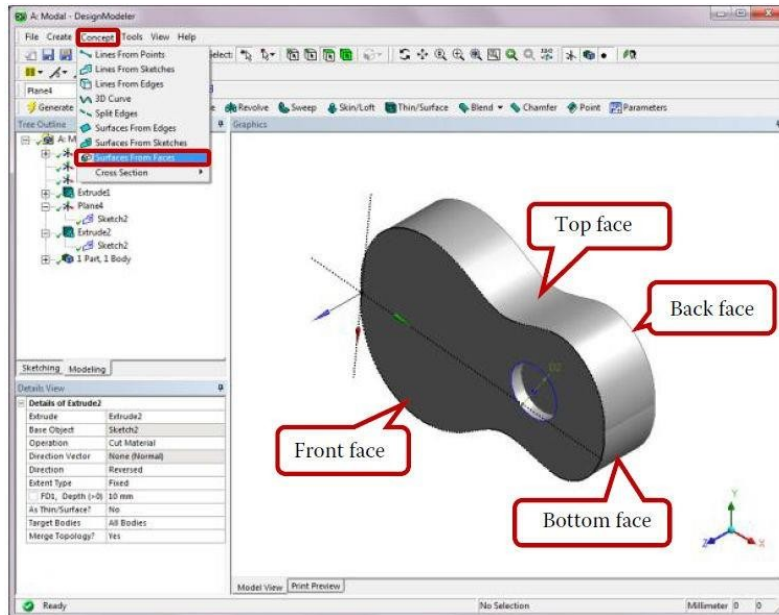 A: Modal - DesignModeler
File Create Concept Tools View Help
Select:
Lines From Points
Lines From Sketches
Lines From Edges
3D Curve
Split Edges
Surfaces From Edges
Surfaces From Sketches
Surfaces From Faces
Cross Section
Plane4
Generate
Revolve Sweep Skin/Loft Thin/Surface Blend Chamfer Point Parameters
Tree Outline
Graphics
A: M
Extrude1
Plane4
Sketch2
Extrude2
Sketch2
1 Part, 1 Body
Sketching Modeling
Details View
Details of Extrude2
Extrude Extrude2
Base Object Sketch2
Operation Cut Material
Direction Vector None (Normal)
Direction Reversed
Extent Type Fixed
FD1, Depth (>0) 10 mm
As Thin/Surface? No
Target Bodies All Bodies
Merge Topology? Yes
Top face
Back face
D2
Front face
Bottom face
Y
Z X
Model View Print Preview
Ready No Selection Millimeter 0 0